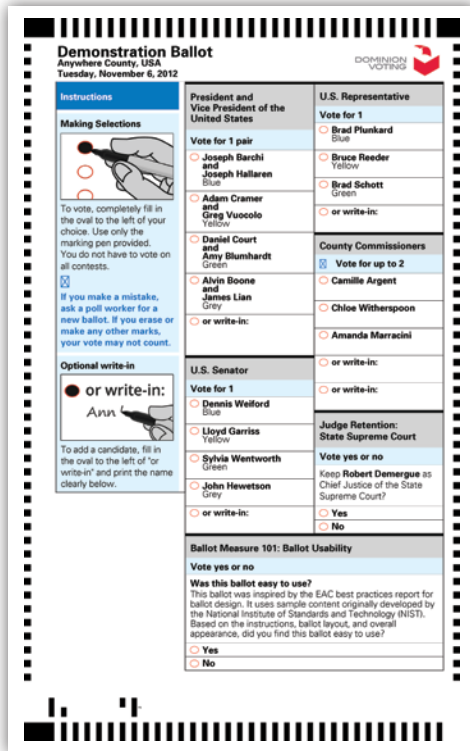 Demonstration Ballot
Anywhere County, USA
Tuesday, November 6, 2012
DOMINION
VOTING
Instructions
Making Selections
To vote, completely fill in
the oval to the left of your
choice. Use only the
marking pen provided.
You do not have to vote on
all contests.
If you make a mistake,
ask a poll worker for a
new ballot. If you erase or
make any other marks,
your vote may not count.
Optional write-in
or write-in:
Ann
To add a candidate, fill in
the oval to the left of "or
write-in" and print the name
clearly below.
President and
Vice President of the
United States
Vote for 1 pair
Joseph Barchi
and
Joseph Hallaren
Blue
Adam Cramer
and
Greg Vuocolo
Yellow
Daniel Court
and
Amy Blumhardt
Green
Alvin Boone
and
James Lian
Grey
or write-in:
U.S. Senator
Vote for 1
Dennis Weiford
Blue
Lloyd Garriss
Yellow
Sylvia Wentworth
Green
John Hewetson
Grey
or write-in:
U.S. Representative
Vote for 1
Brad Plunkard
Blue
Bruce Reeder
Yellow
Brad Schott
Green
or write-in:
County Commissioners
Vote for up to 2
Camille Argent
Chloe Witherspoon
Amanda Marracini
or write-in:
or write-in:
Judge Retention:
State Supreme Court
Vote yes or no
Keep Robert Demergue as
Chief Justice of the State
Supreme Court?
Yes
No
Ballot Measure 101: Ballot Usability
Vote yes or no
Was this ballot easy to use?
This ballot was inspired by the EAC best practices report for
ballot design. It uses sample content originally developed by
the National Institute of Standards and Technology (NIST).
Based on the instructions, ballot layout, and overall
appearance, did you find this ballot easy to use?
Yes
No